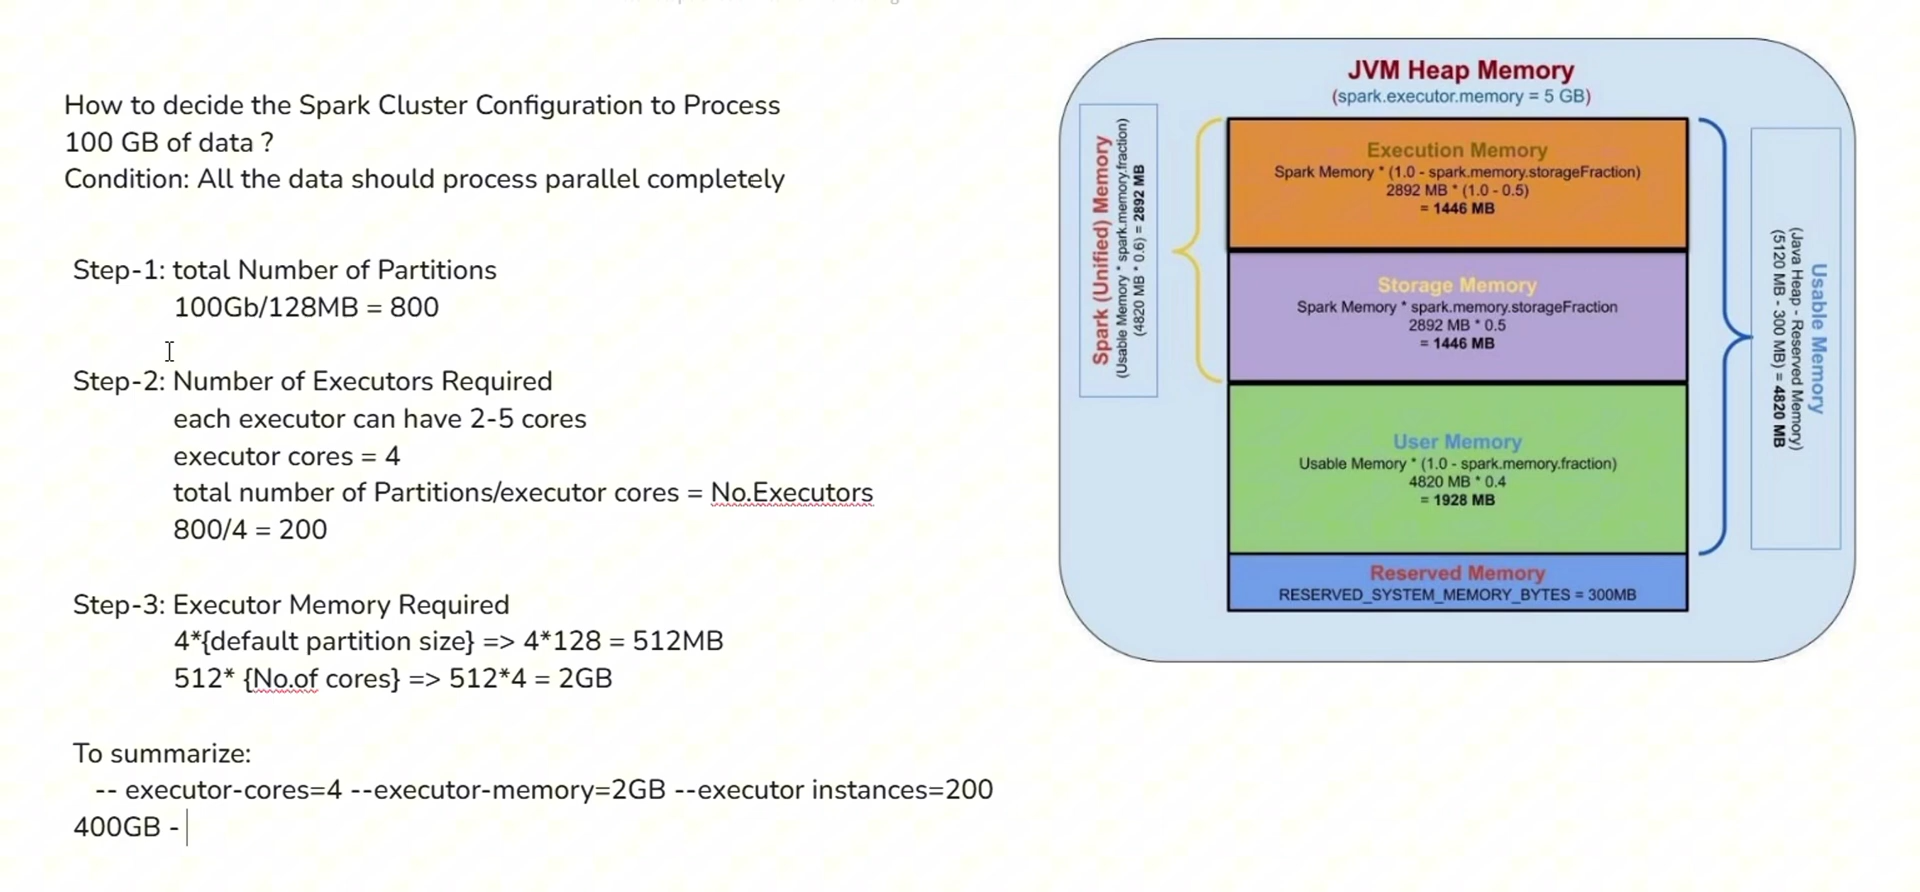 How to decide the Spark Cluster Configuration to Process
100 GB of data ?
Condition: All the data should process parallel completely
Step-1: total Number of Partitions
100Gb/128MB = 800
Step-2: Number of Executors Required
each executor can have 2-5 cores
executor cores = 4
total number of Partitions/executor cores = No.Executors
800/4 = 200
Step-3: Executor Memory Required
4*{default partition size} => 4*128 = 512MB
512* {No.of cores} => 512*4 = 2GB
To summarize:
-- executor-cores=4 --executor-memory=2GB --executor instances=200
400GB -
JVM Heap Memory
(spark.executor.memory = 5 GB)
Spark (Unified) Memory
(Usable Memory * spark.memory.fraction)
(4820 MB * 0.6) = 2892 MB
Execution Memory
Spark Memory * (1.0 - spark.memory.storageFraction)
2892 MB * (1.0 - 0.5)
= 1446 MB
Storage Memory
Spark Memory * spark.memory.storageFraction
2892 MB * 0.5
= 1446 MB
User Memory
Usable Memory * (1.0 - spark.memory.fraction)
4820 MB * 0.4
= 1928 MB
Reserved Memory
RESERVED_SYSTEM_MEMORY_BYTES = 300MB
Usable Memory
(Java Heap - Reserved Memory)
(5120 MB - 300 MB) = 4820 MB